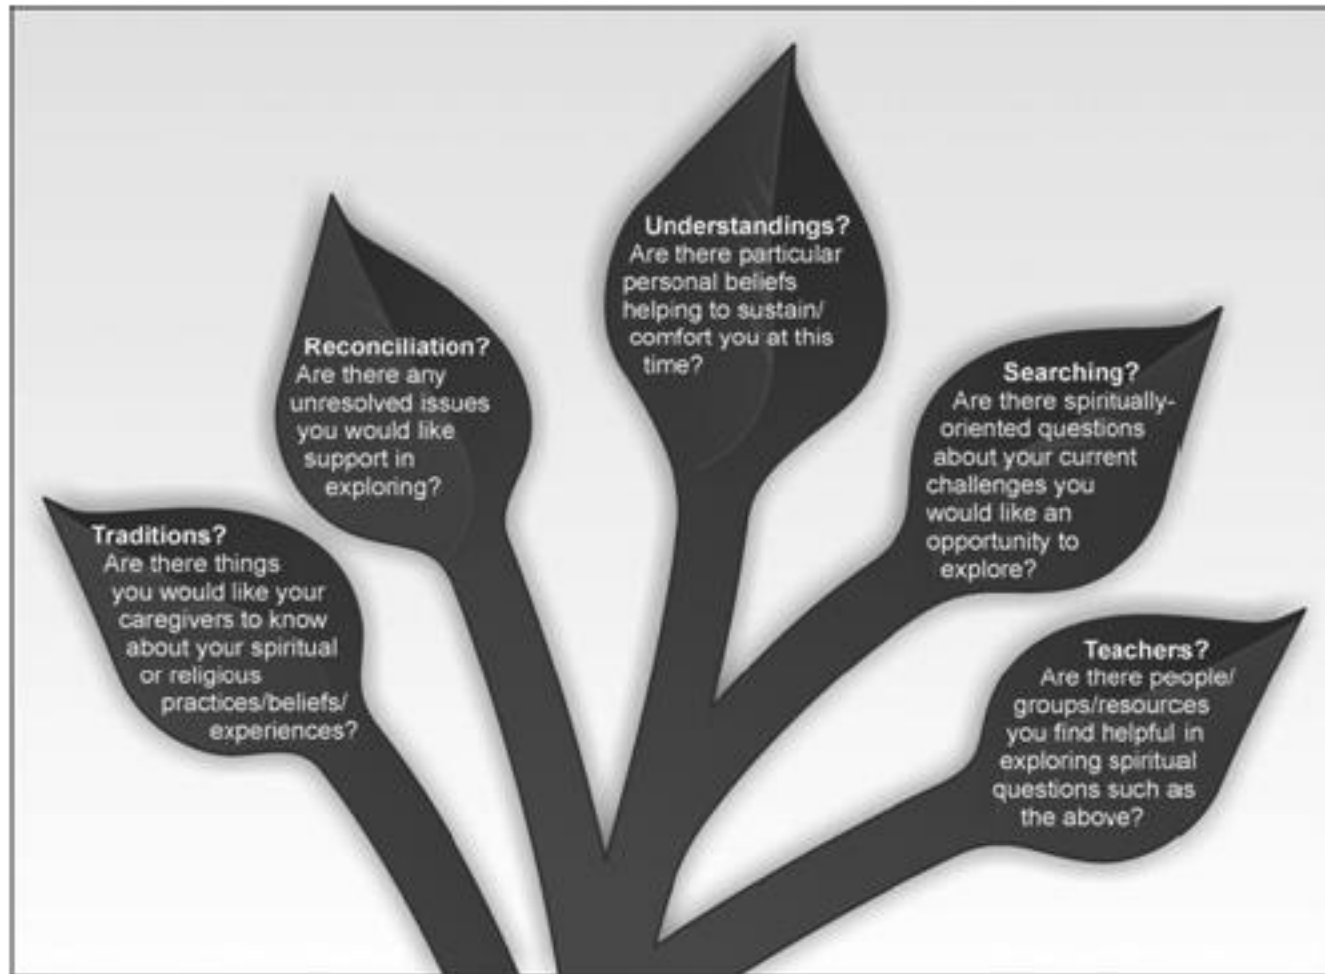 Traditions?
Are there things
you would like your
caregivers to know
about your spiritual
or religious
practices/beliefs/
experiences?
Reconciliation?
Are there any
unresolved issues
you would like
support in
exploring?
Understandings?
Are there particular
personal beliefs
helping to sustain/
comfort you at this
time?
Searching?
Are there spiritually-
oriented questions
about your current
challenges you
would like an
opportunity to
explore?
Teachers?
Are there people/
groups/resources
you find helpful in
exploring spiritual
questions such as
the above?